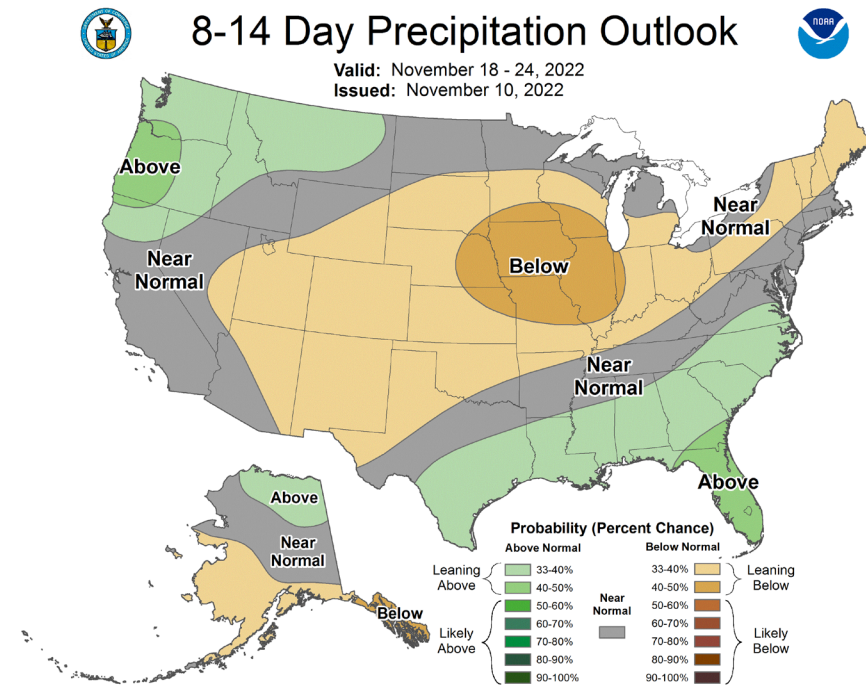 8-14 Day Precipitation Outlook
NOAA
Valid: November 18 - 24, 2022
Issued: November 10, 2022
Above
Near
Normal
Below
Near
Normal
Near
Normal
Above
Above
Near
Normal
Below
Probability (Percent Chance)
Above Normal
Below Normal
Leaning
Above
33-40%
40-50%
Likely
Above
50-60%
60-70%
70-80%
80-90%
90-100%
Near
Normal
33-40%
40-50%
Leaning
Below
50-60%
60-70%
70-80%
80-90%
90-100%
Likely
Below